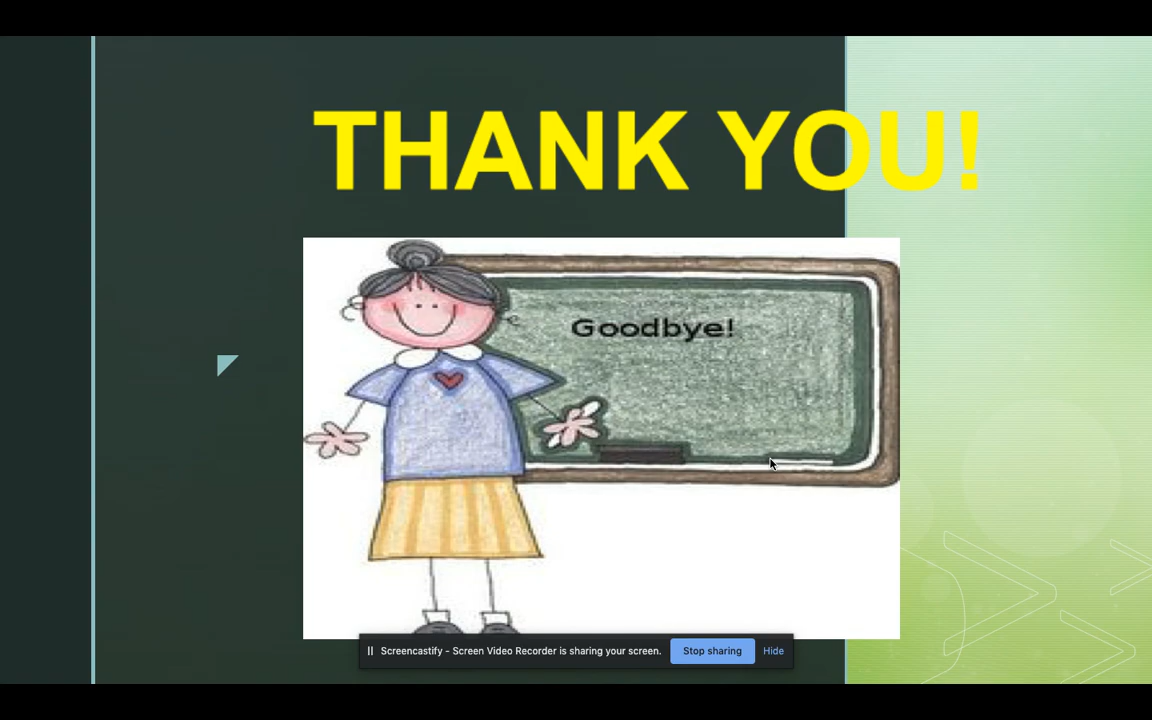 THANK YOU!
Goodbye!
Screencastify - Screen Video Recorder is sharing your screen. Stop sharing Hide